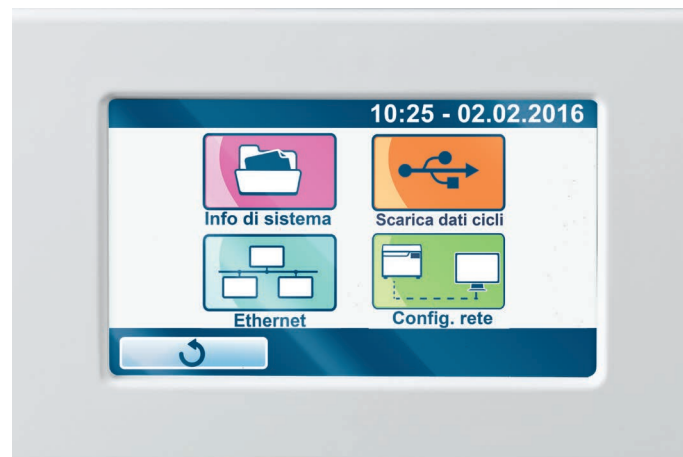 10:25 - 02.02.2016
Info di sistema
Scarica dati cicli
Ethernet
Config. rete